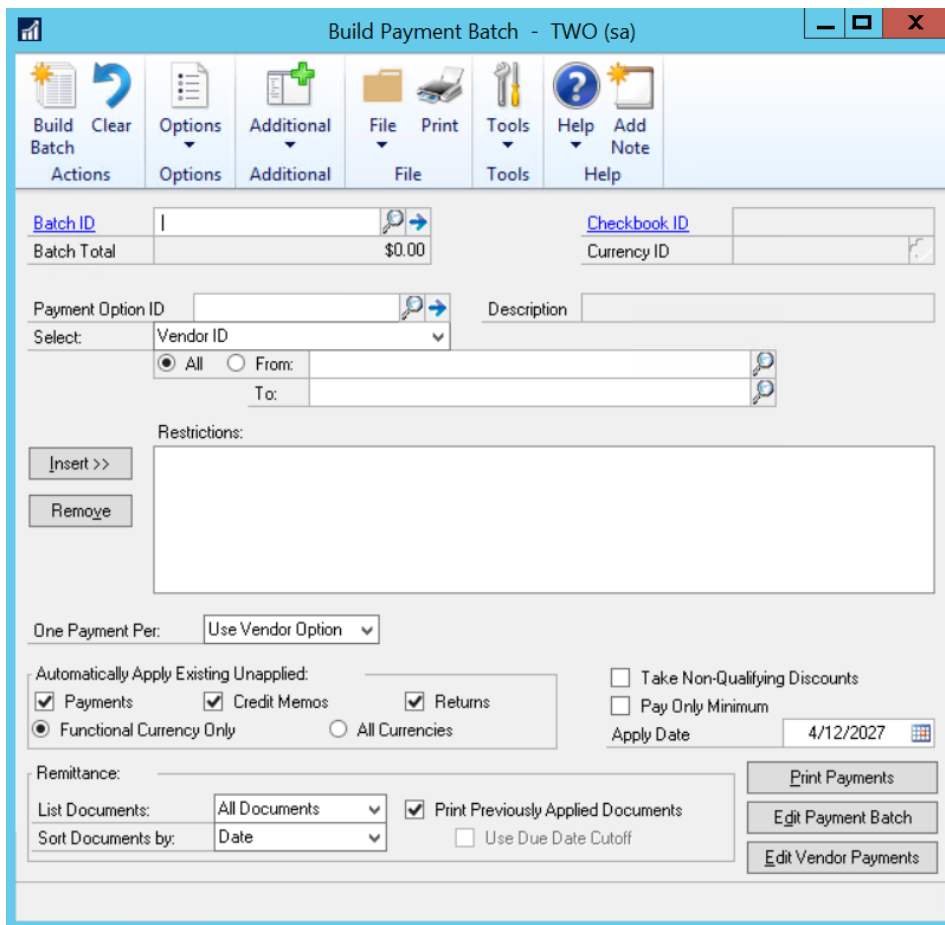 Build Payment Batch - TWO (sa)
Build Batch Clear Options Additional File Print Tools Help Add Note
Actions Options Additional File Tools Help
Batch ID Checkbook ID
Batch Total $0.00 Currency ID
Payment Option ID Description
Select: Vendor ID
All From:
To:
Restrictions:
Insert >>
Remove
One Payment Per: Use Vendor Option
Automatically Apply Existing Unapplied: Take Non-Qualifying Discounts
Payments Credit Memos Returns Pay Only Minimum
Functional Currency Only All Currencies Apply Date 4/12/2027
Remittance: Print Payments
List Documents: All Documents Print Previously Applied Documents Edit Payment Batch
Sort Documents by: Date Use Due Date Cutoff
Edit Vendor Payments